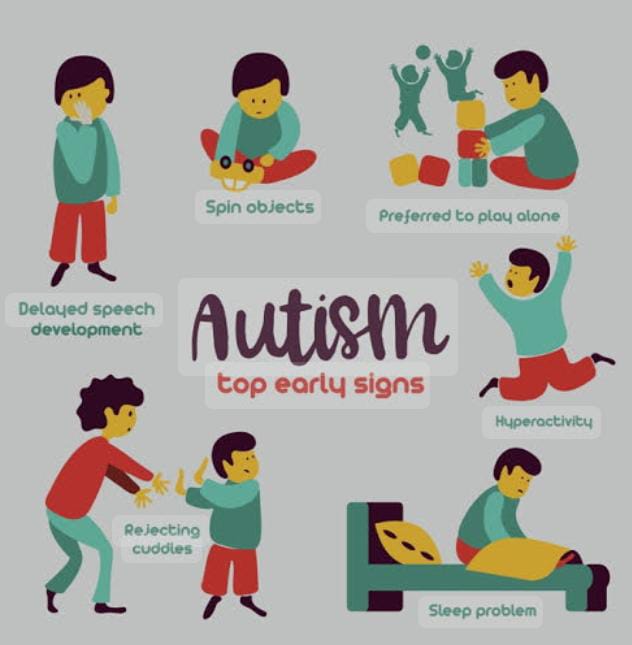 Spin objects
Preferred to play alone
Delayed speech
development
Autism
top early signs
Hyperactivity
Rejecting
cuddles
Sleep problem